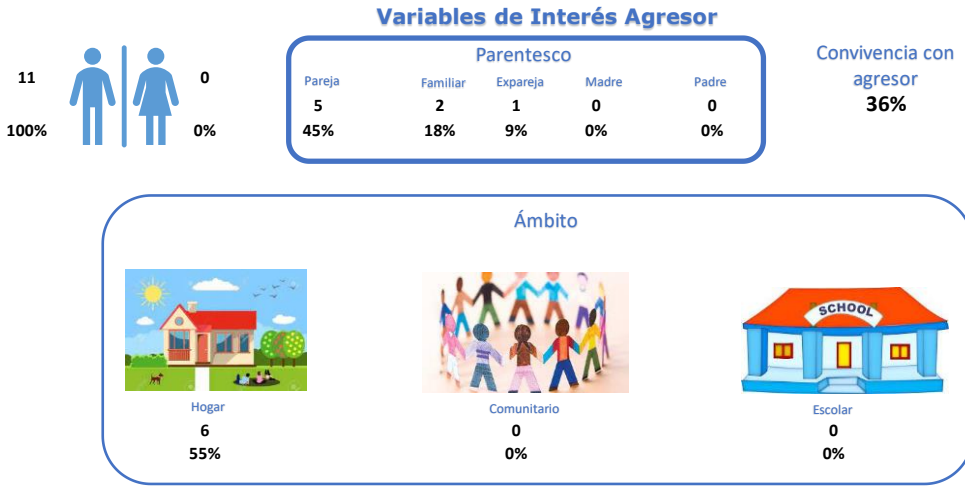 Variables de Interés Agresor
11
0
100%
0%
Parentesco
Pareja Familiar Expareja Madre Padre
5 2 1 0 0
45% 18% 9% 0% 0%
Convivencia con
agresor
36%
Ámbito
SCHOOL
Hogar Comunitario Escolar
6 0 0
55% 0% 0%